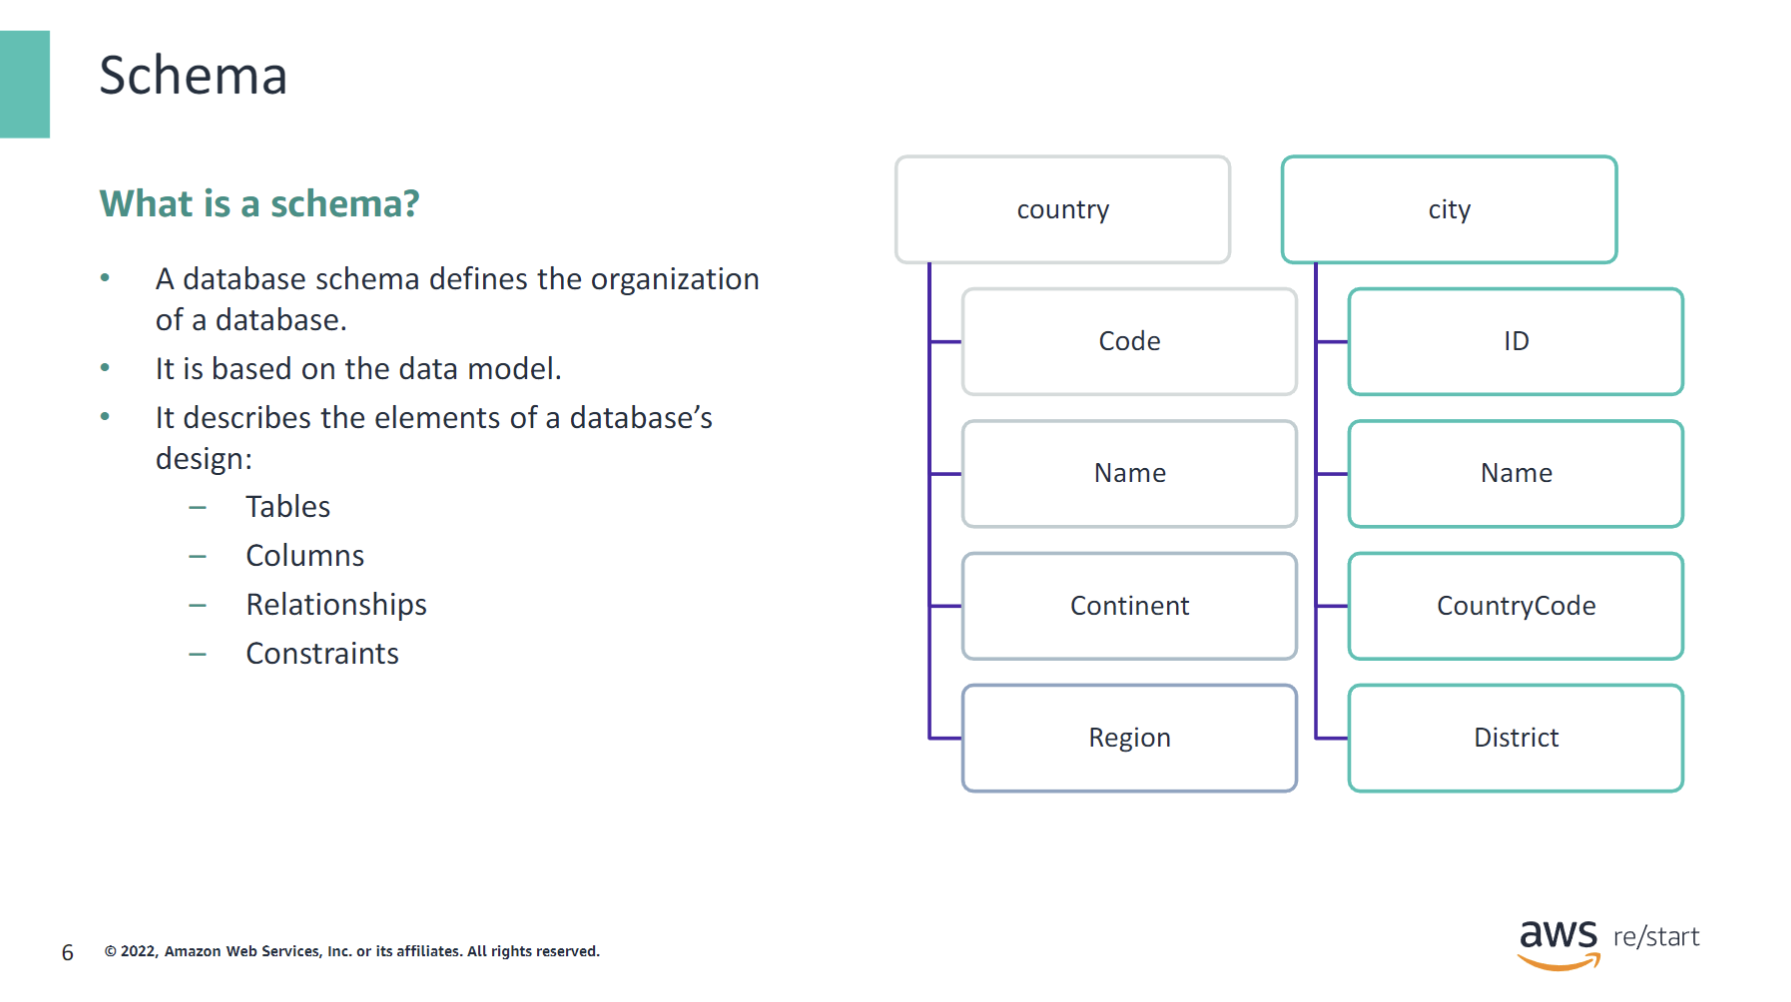 Schema
What is a schema?
• A database schema defines the organization
of a database.
• It is based on the data model.
• It describes the elements of a database’s
design:
– Tables
– Columns
– Relationships
– Constraints
country
Code
Name
Continent
Region
city
ID
Name
CountryCode
District
6
© 2022, Amazon Web Services, Inc. or its affiliates. All rights reserved.
aws re/start